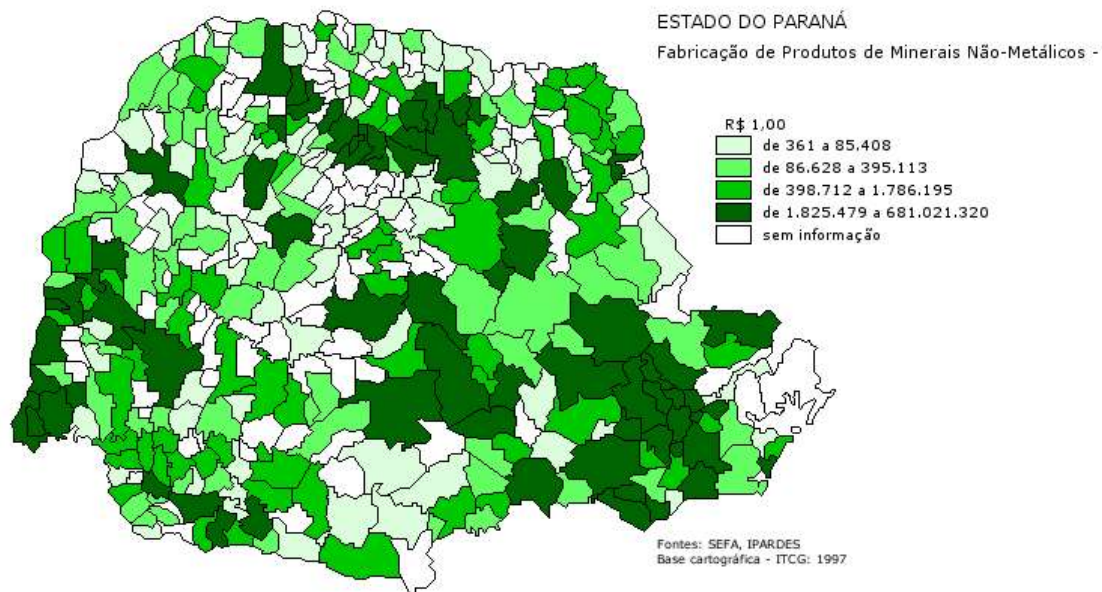 ESTADO DO PARANÁ
Fabricação de Produtos de Minerais Não-Metálicos -
R$ 1,00
de 361 a 85.408
de 86.628 a 395.113
de 398.712 a 1.786.195
de 1.825.479 a 681.021.320
sem informação
Fontes: SEFA, IPARDES
Base cartográfica - ITCG: 1997